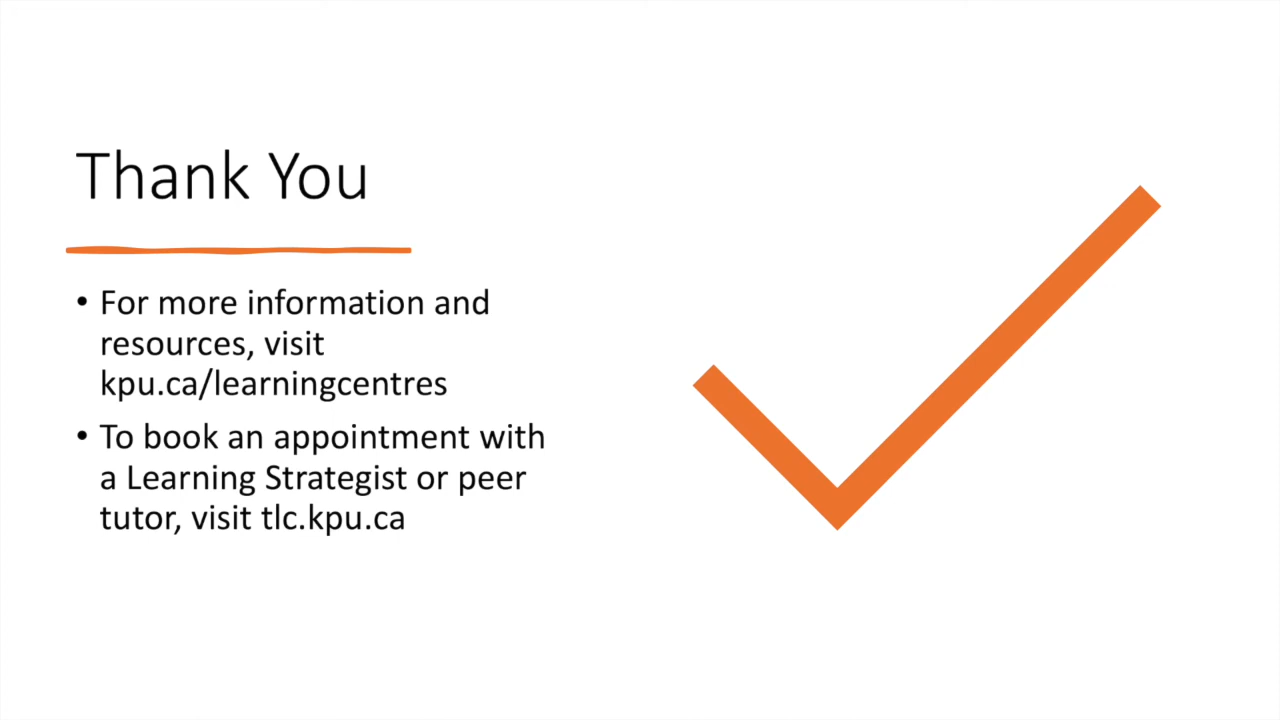 Thank You
• For more information and
resources, visit
kpu.ca/learningcentres
• To book an appointment with
a Learning Strategist or peer
tutor, visit tlc.kpu.ca